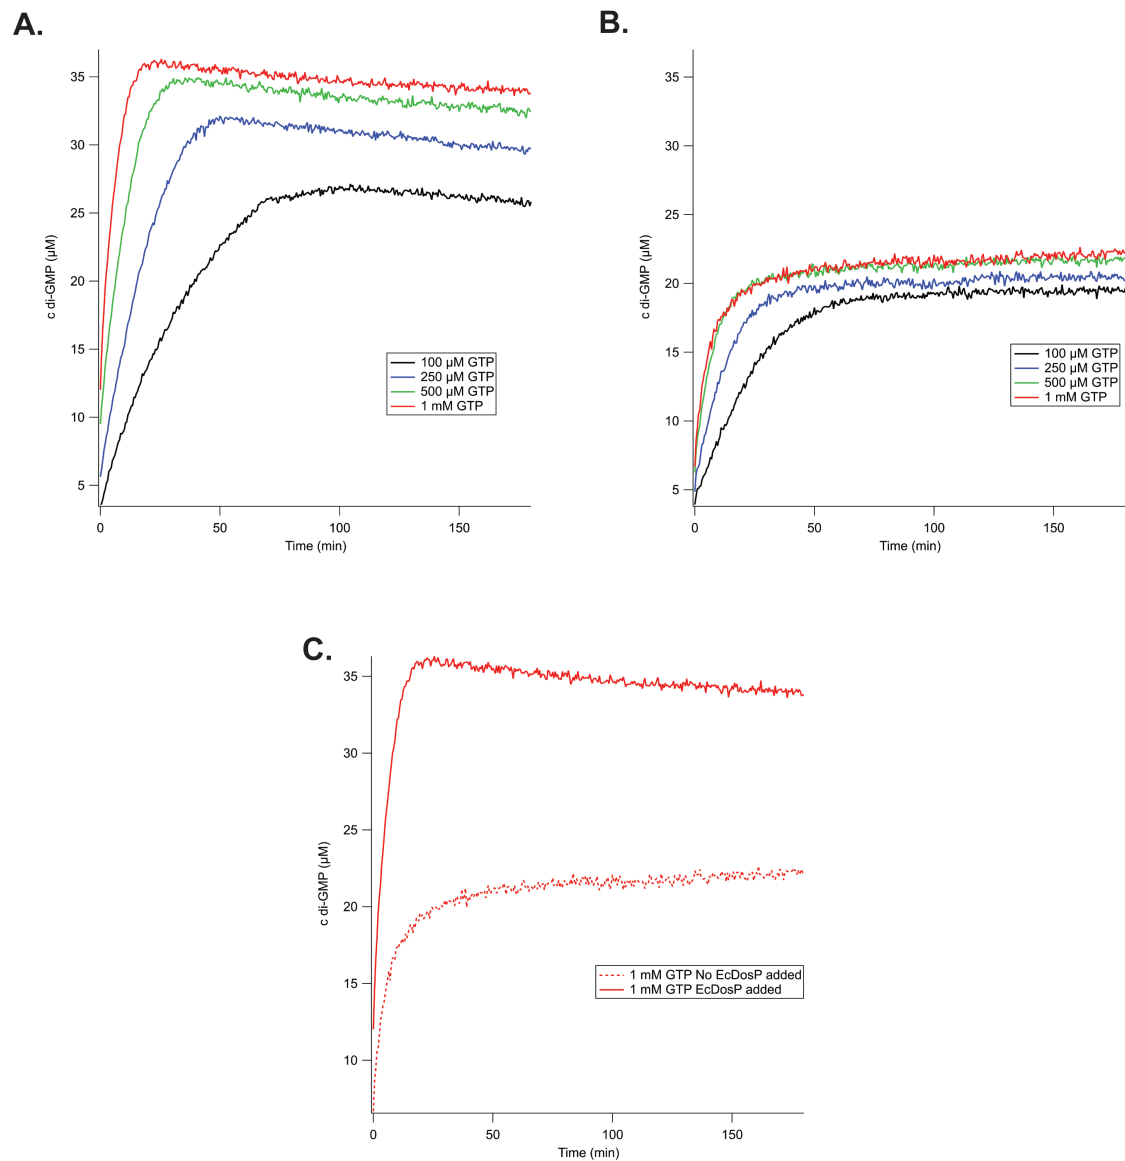 A.
35
30
25
20
15
10
5
c di-GMP (µM)
0
50
100
150
Time (min)
100 µM GTP
250 µM GTP
500 µM GTP
1 mM GTP
B.
35
30
25
20
15
10
5
c di-GMP (µM)
0
50
100
150
Time (min)
100 µM GTP
250 µM GTP
500 µM GTP
1 mM GTP
C.
35
30
25
20
15
10
c di-GMP (µM)
0
50
100
150
Time (min)
1 mM GTP No EcDosP added
1 mM GTP EcDosP added